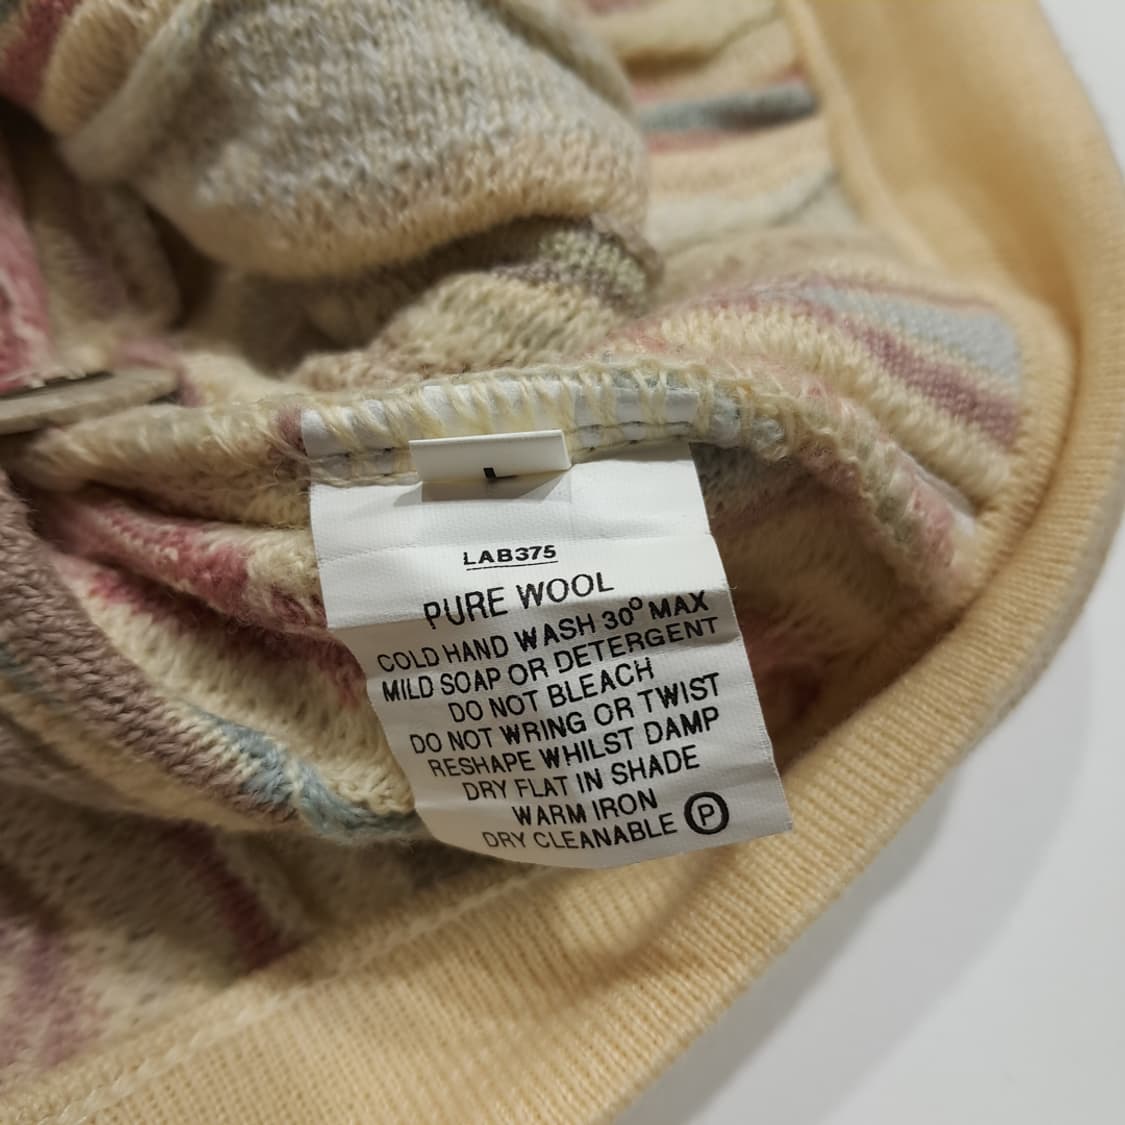 L
LAB375
PURE WOOL
COLD HAND WASH 30° MAX
MILD SOAP OR DETERGENT
DO NOT BLEACH
DO NOT WRING OR TWIST
RESHAPE WHILST DAMP
DRY FLAT IN SHADE
WARM IRON
DRY CLEANABLE Ⓟ